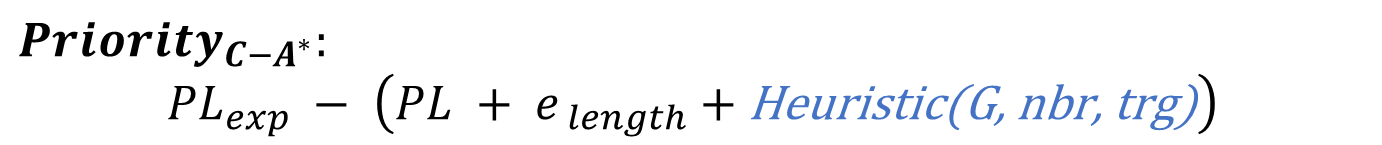 Priority_{C−A*}:
PL_{exp} − (PL + e_{length} + Heuristic(G, nbr, trg))